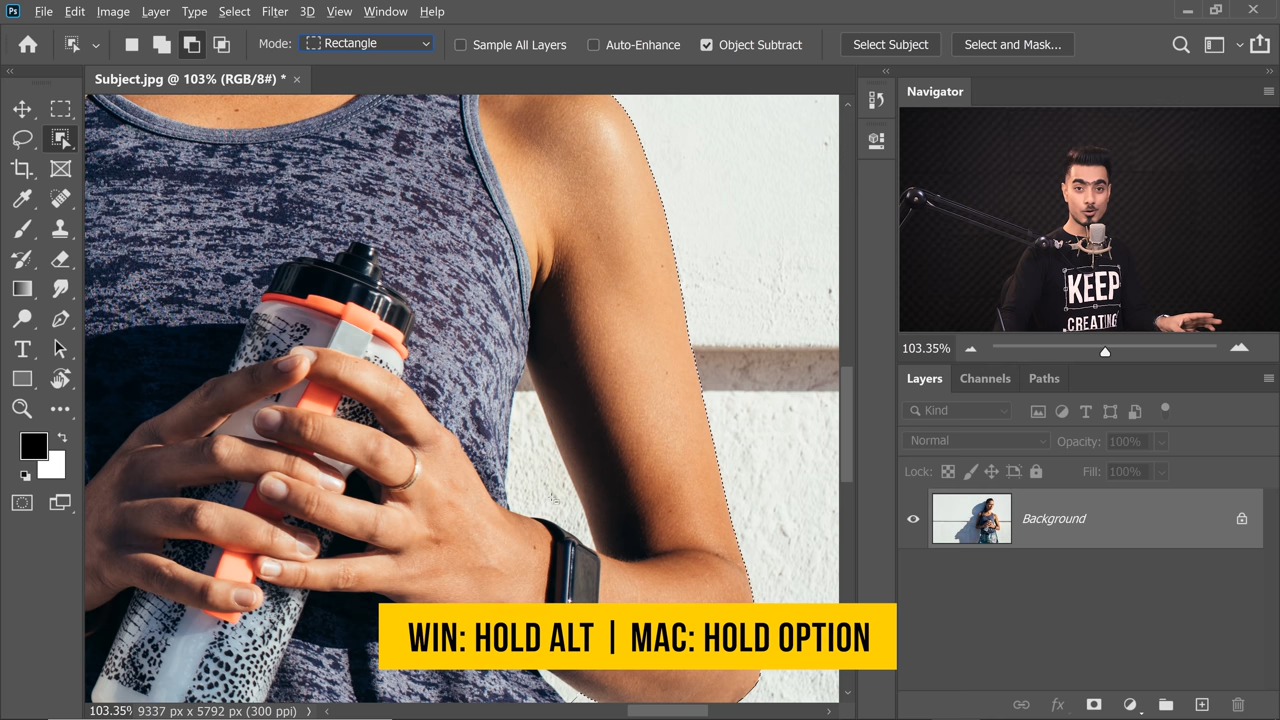 Ps File Edit Image Layer Type Select Filter 3D View Window Help
Mode: Rectangle Sample All Layers Auto-Enhance Object Subtract Select Subject Select and Mask...
Subject.jpg @ 103% (RGB/8#) *
Navigator
KEEP
CREATING
103.35%
Layers Channels Paths
Kind
Normal Opacity: 100%
Lock: Fill: 100%
Background
WIN: HOLD ALT | MAC: HOLD OPTION
103.35% 9337 px x 5792 px (300 ppi)